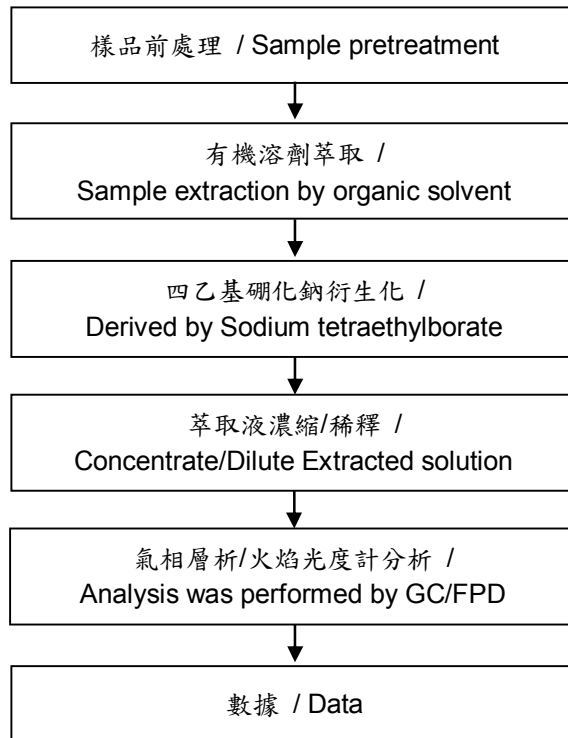 樣品前處理 / Sample pretreatment
有機溶劑萃取 /
Sample extraction by organic solvent
四乙基硼化鈉衍生化 /
Derived by Sodium tetraethylborate
萃取液濃縮/稀釋 /
Concentrate/Dilute Extracted solution
氣相層析/火焰光度計分析 /
Analysis was performed by GC/FPD
數據 / Data